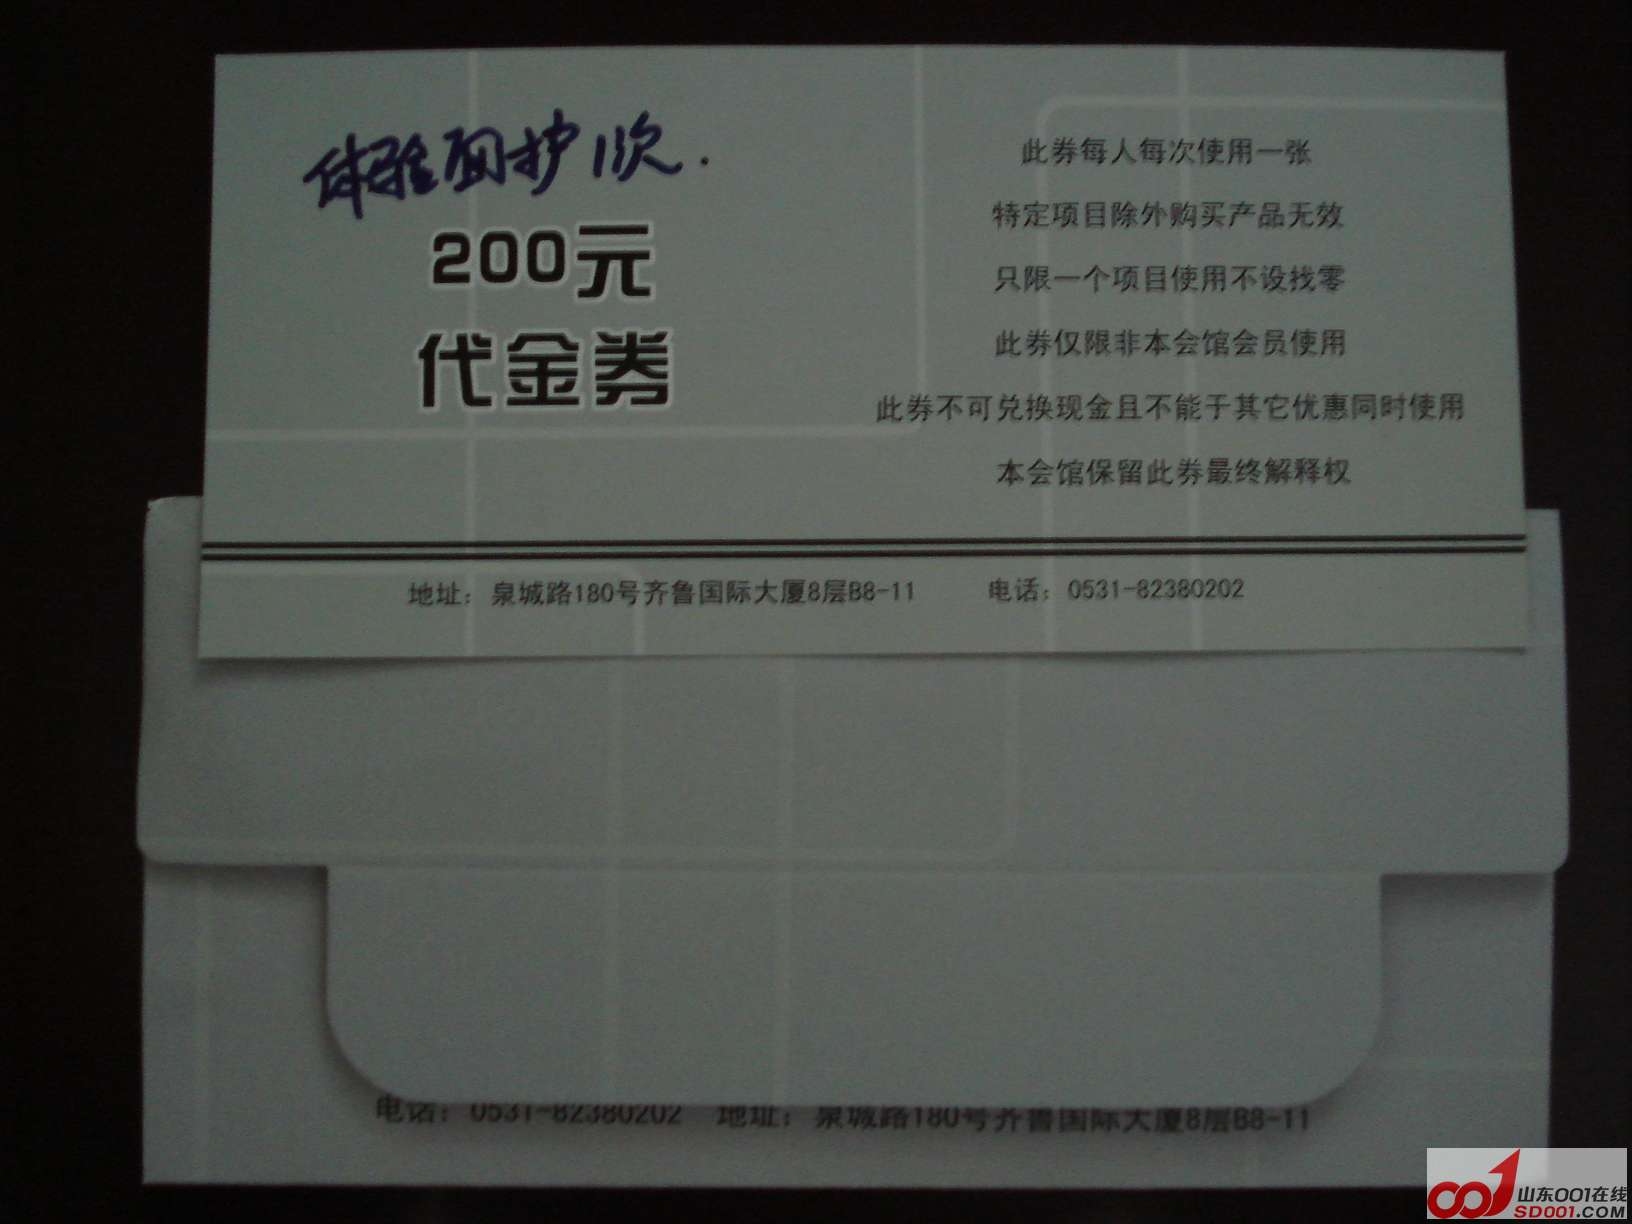 体验面护1次.
200元
代金券
此券每人每次使用一张
特定项目除外购买产品无效
只限一个项目使用不设找零
此券仅限非本会馆会员使用
此券不可兑换现金且不能于其它优惠同时使用
本会馆保留此券最终解释权
地址：泉城路180号齐鲁国际大厦8层B8-11 电话：0531-82380202
电话：0531-82380202 地址：泉城路180号齐鲁国际大厦8层B8-11
山东001在线
SD001.COM